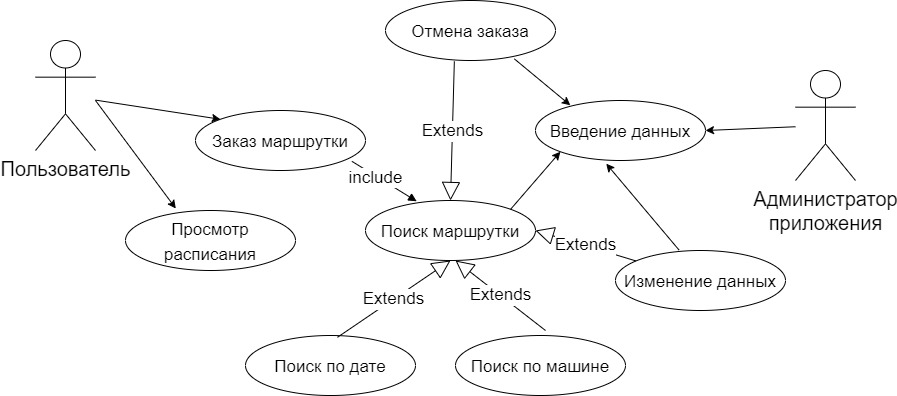 Отмена заказа
Extends
Введение данных
Заказ маршрутки
Пользователь
include
Администратор
приложения
Просмотр
расписания
Поиск маршрутки
Extends
Изменение данных
Extends
Extends
Поиск по дате
Поиск по машине